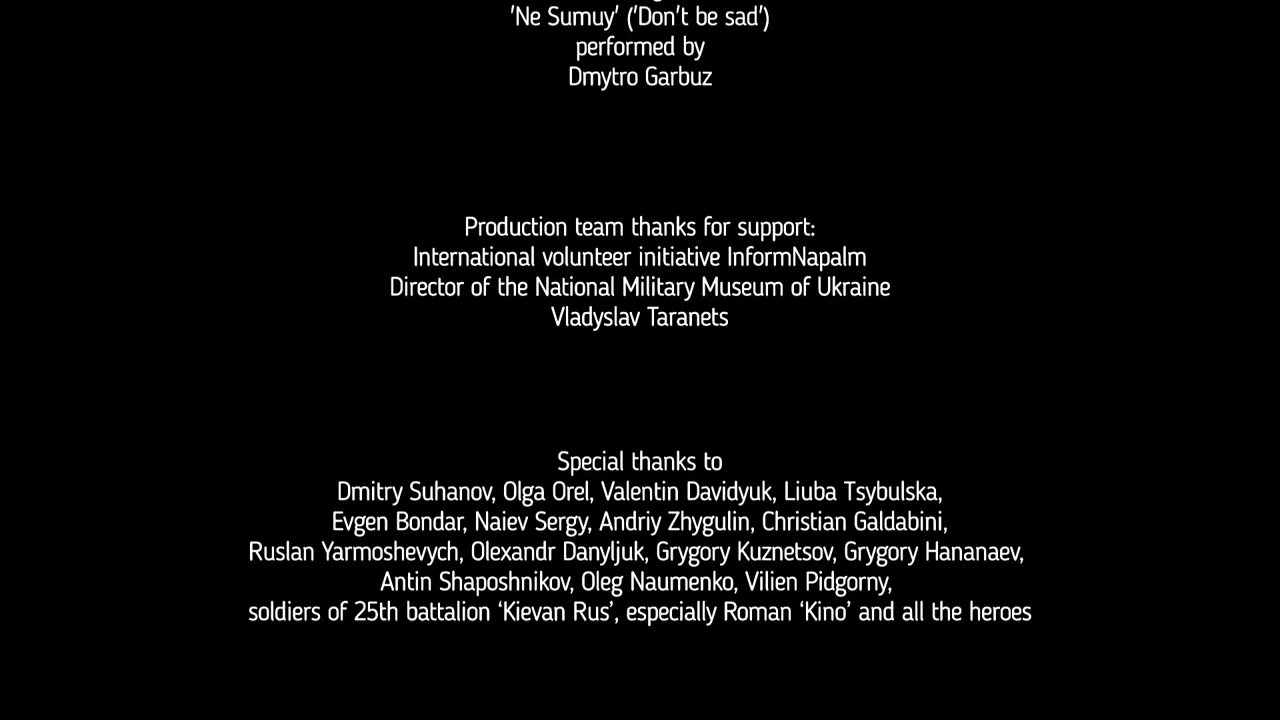 'Ne Sumuy' ('Don't be sad')
performed by
Dmytro Garbuz
Production team thanks for support:
International volunteer initiative InformNapalm
Director of the National Military Museum of Ukraine
Vladyslav Taranets
Special thanks to
Dmitry Suhanov, Olga Orel, Valentin Davidyuk, Liuba Tsybulska,
Evgen Bondar, Naiev Sergy, Andriy Zhygulin, Christian Galdabini,
Ruslan Yarmoshevych, Olexandr Danyljuk, Grygory Kuznetsov, Grygory Hananaev,
Antin Shaposhnikov, Oleg Naumenko, Vilien Pidgorny,
soldiers of 25th battalion ‘Kievan Rus’, especially Roman ‘Kino’ and all the heroes